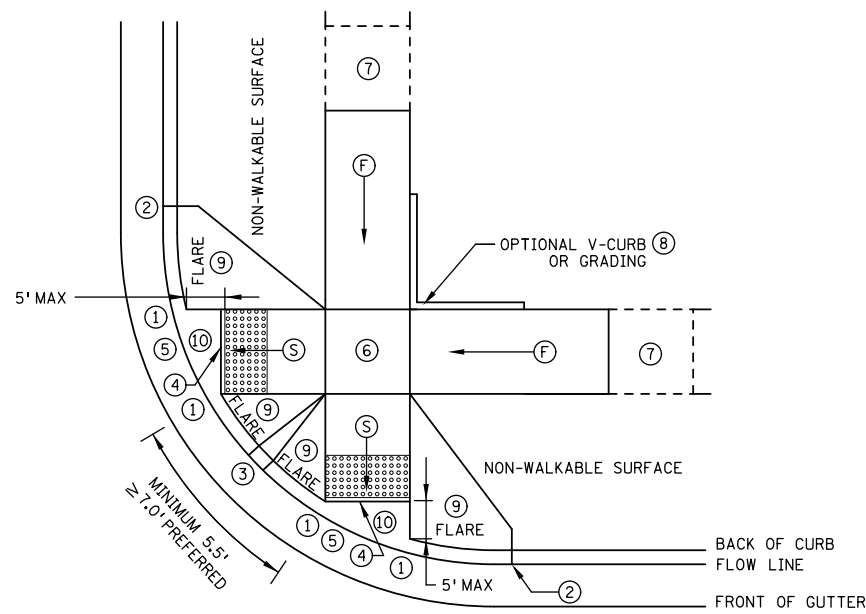 7
NON-WALKABLE SURFACE
F
2
OPTIONAL V-CURB 8
OR GRADING
FLARE 9
5' MAX
1
10
5
S
6
F
7
4
1
9
FLARE
9
S
3
FLARE
NON-WALKABLE SURFACE
MINIMUM 5.5'
≥ 7.0' PREFERRED
9
FLARE
10
1
5
4
1
BACK OF CURB
FLOW LINE
5' MAX
2
FRONT OF GUTTER